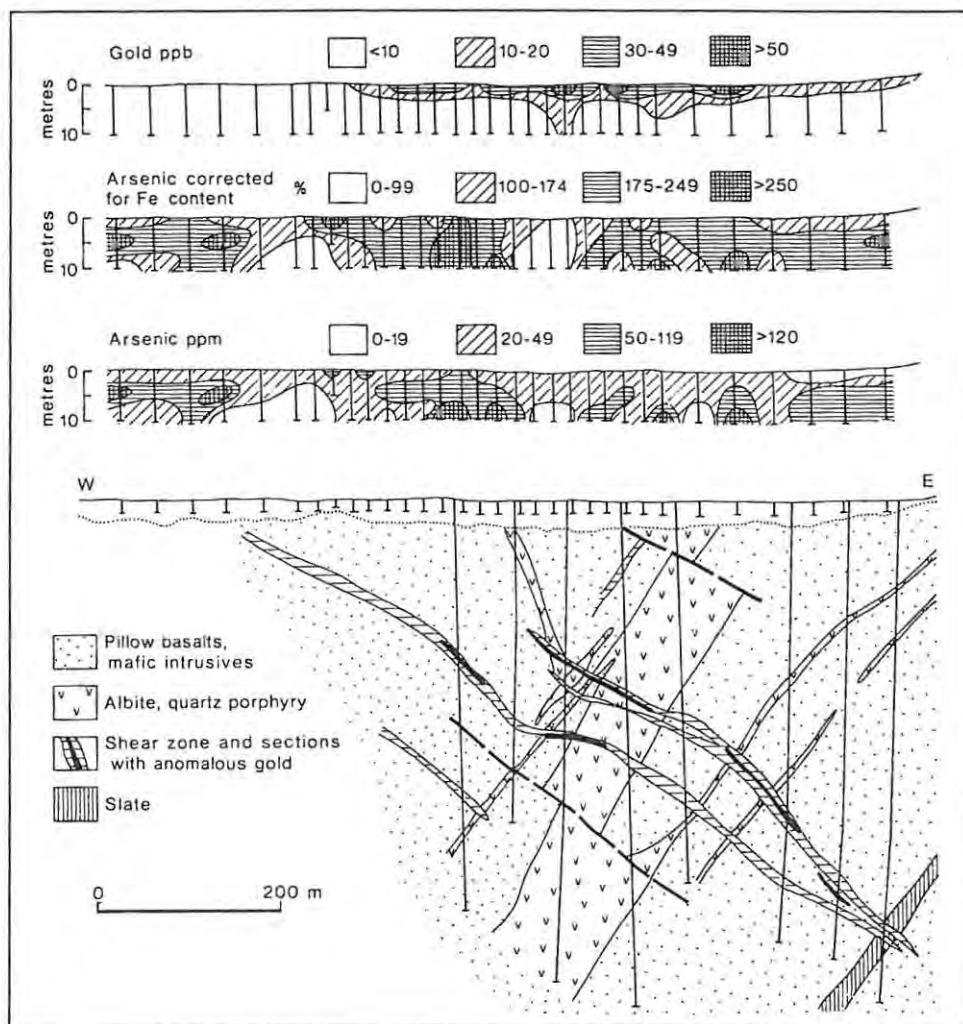 Gold ppb <10 10-20 30-49 >50
metres
0
10
Arsenic corrected % 0-99 100-174 175-249 >250
for Fe content
metres
0
10
Arsenic ppm 0-19 20-49 50-119 >120
metres
0
10
W E
Pillow basalts,
mafic intrusives
Albite, quartz porphyry
Shear zone and sections
with anomalous gold
Slate
0 200 m